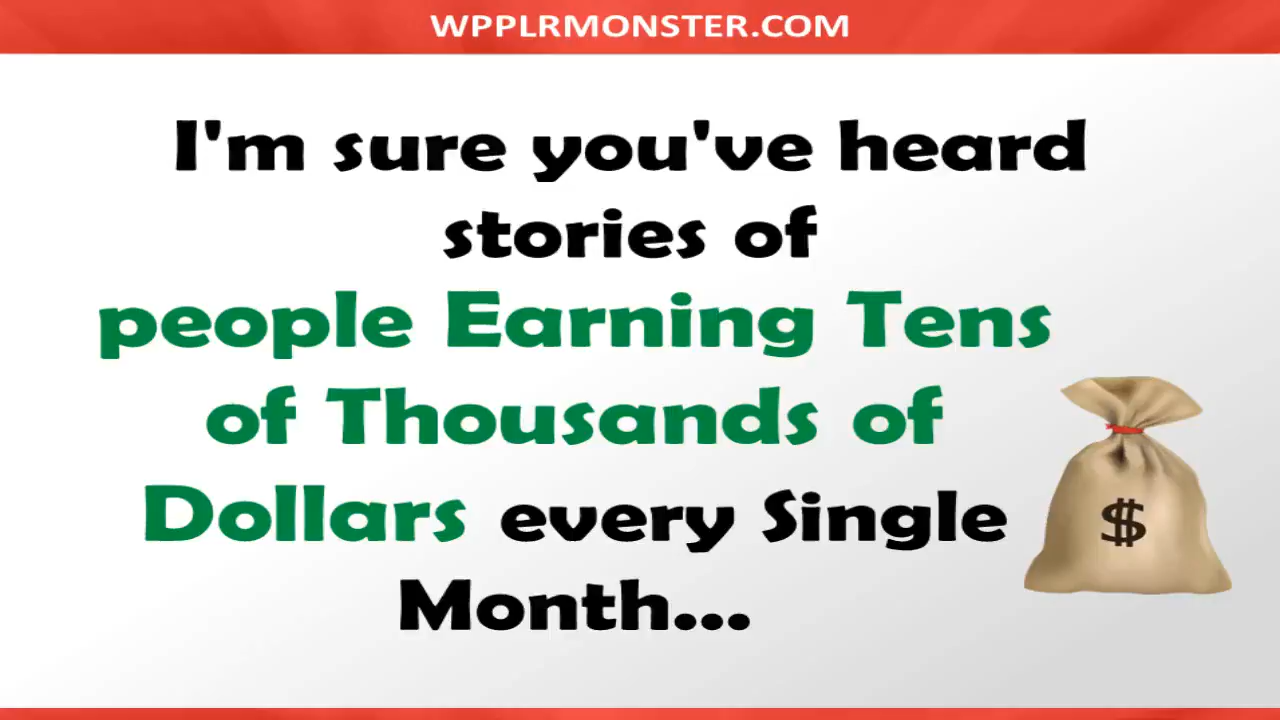 WPPLRMONSTER.COM
I'm sure you've heard
stories of
people Earning Tens
of Thousands of
Dollars every Single
Month...
$